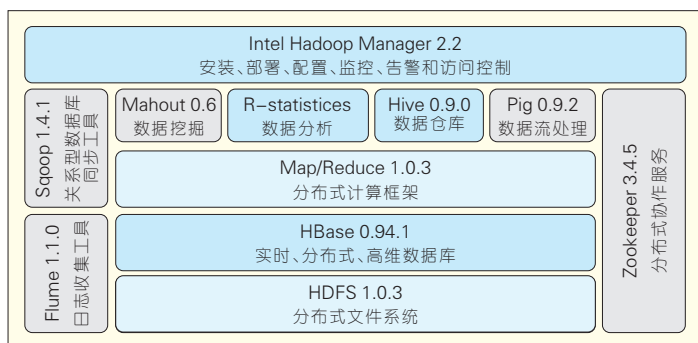 Intel Hadoop Manager 2.2
安装、部署、配置、监控、告警和访问控制
Sqoop 1.4.1
关系型数据库
同步工具
Mahout 0.6
数据挖掘
R-statistices
数据分析
Hive 0.9.0
数据仓库
Pig 0.9.2
数据流处理
Map/Reduce 1.0.3
分布式计算框架
Flume 1.1.0
日志收集工具
HBase 0.94.1
实时、分布式、高维数据库
HDFS 1.0.3
分布式文件系统
Zookeeper 3.4.5
分布式协作服务